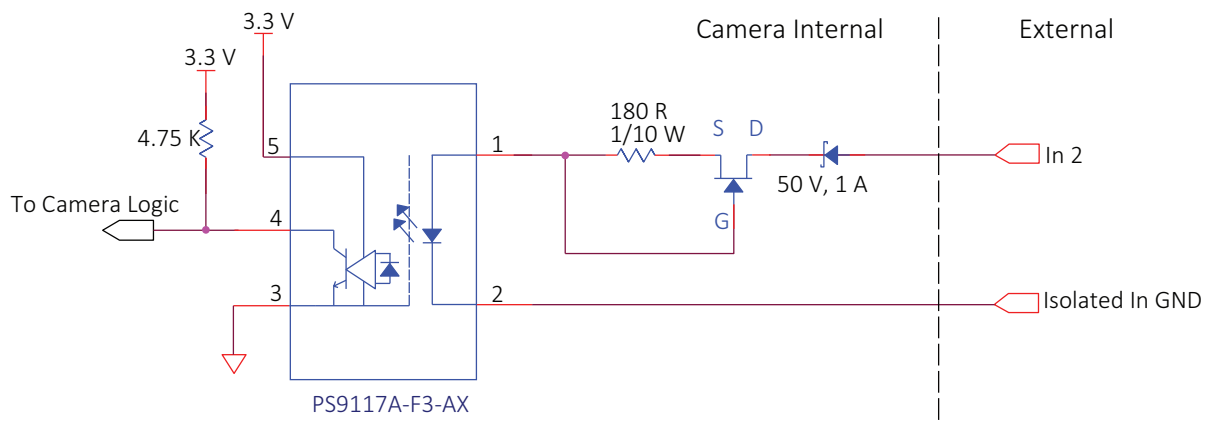 3.3 V
Camera Internal
External
3.3 V
180 R
1/10 W
4.75 K
5
1
S D
In 2
50 V, 1 A
To Camera Logic
4
G
3
2
Isolated In GND
PS9117A-F3-AX